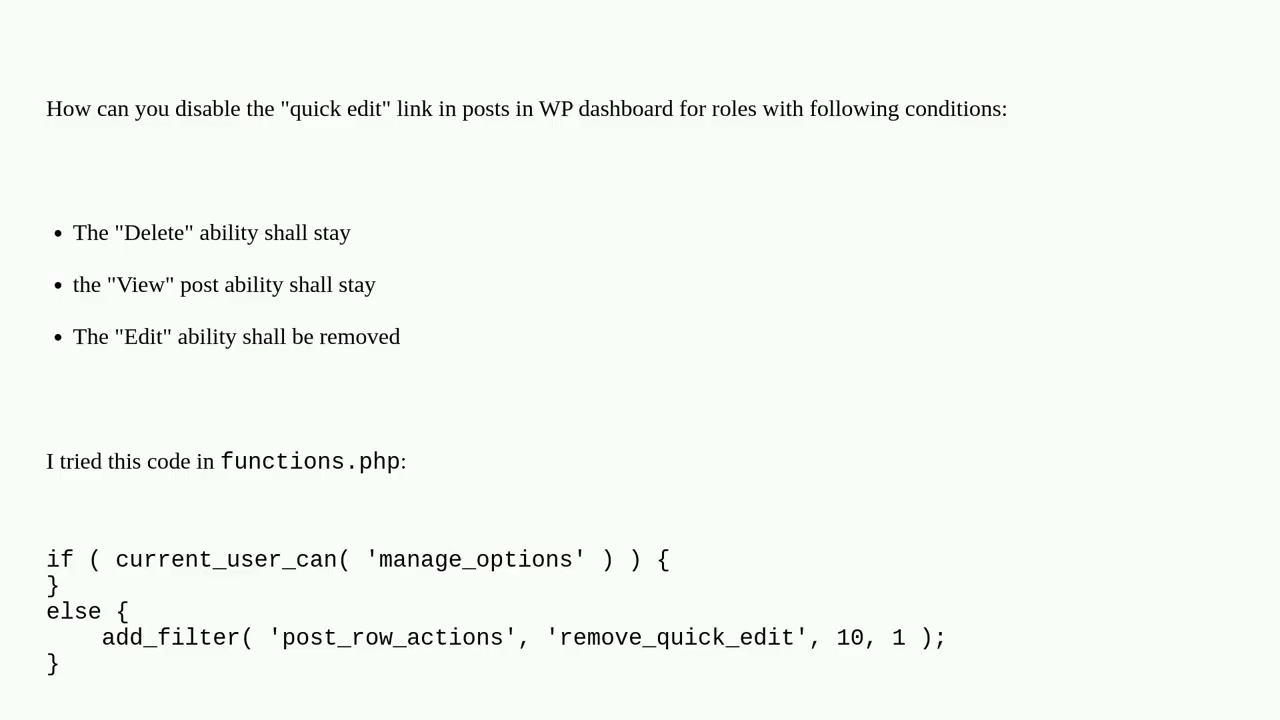 How can you disable the "quick edit" link in posts in WP dashboard for roles with following conditions:
• The "Delete" ability shall stay
• the "View" post ability shall stay
• The "Edit" ability shall be removed
I tried this code in functions.php:
if ( current_user_can( 'manage_options' ) ) {
}
else {
    add_filter( 'post_row_actions', 'remove_quick_edit', 10, 1 );
}